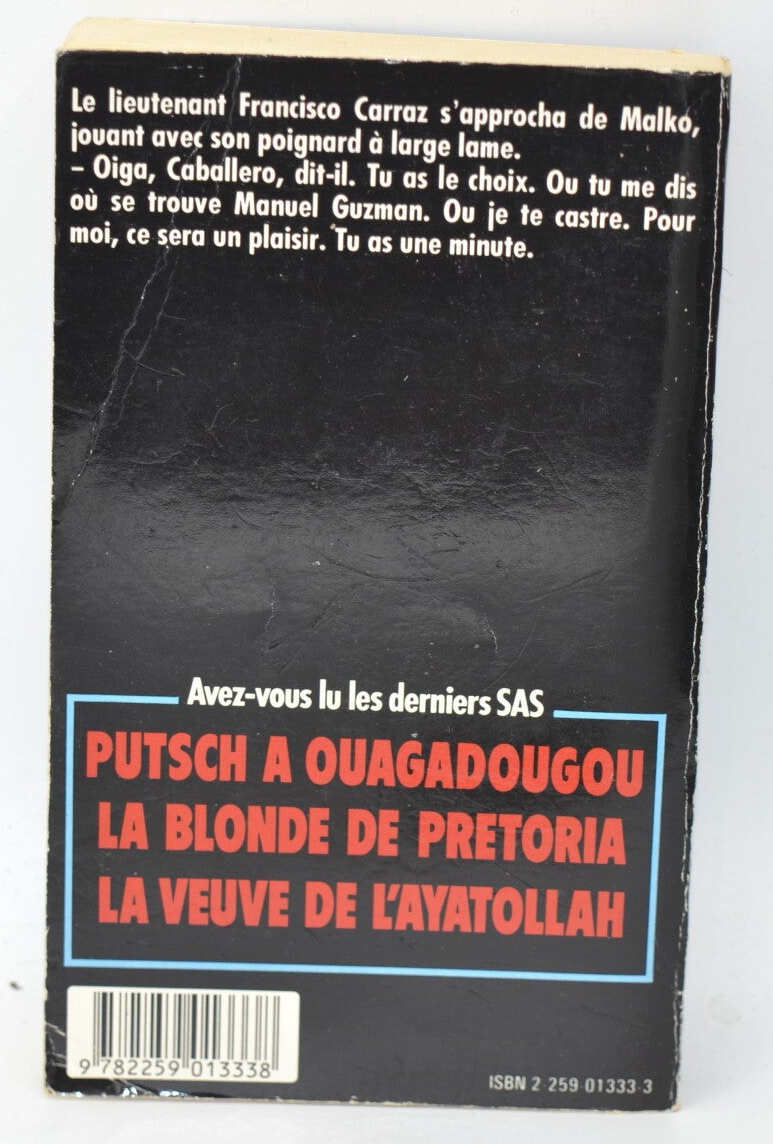 Le lieutenant Francisco Carraz s'approcha de Malko,
jouant avec son poignard à large lame.
– Oiga, Caballero, dit-il. Tu as le choix. Ou tu me dis
où se trouve Manuel Guzman. Ou je te castre. Pour
moi, ce sera un plaisir. Tu as une minute.
Avez-vous lu les derniers SAS
PUTSCH A OUAGADOUGOU
LA BLONDE DE PRETORIA
LA VEUVE DE L'AYATOLLAH
9 782259 013338
ISBN 2-259-01333-3